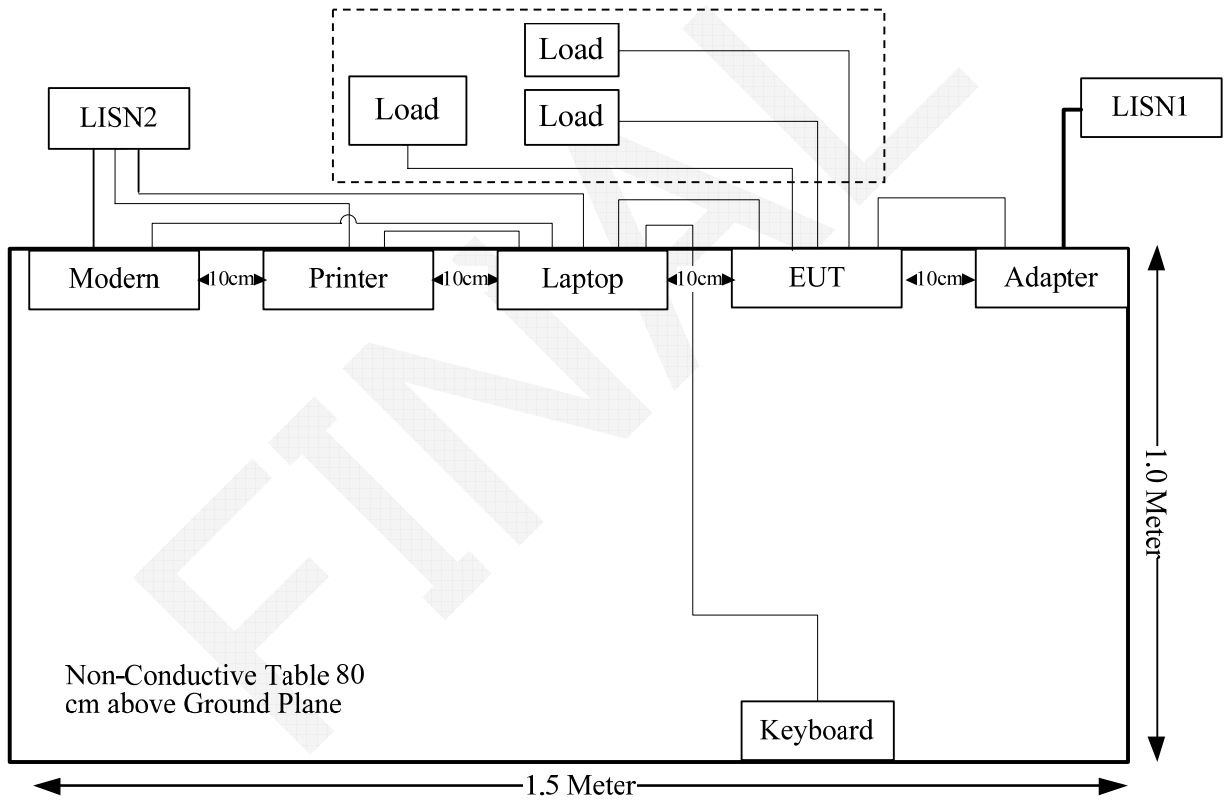 Load
Load
Load
LISN2
LISN1
Modern
10cm
Printer
10cm
Laptop
10cm
EUT
10cm
Adapter
1.0 Meter
Non-Conductive Table 80
cm above Ground Plane
Keyboard
1.5 Meter
FINAL